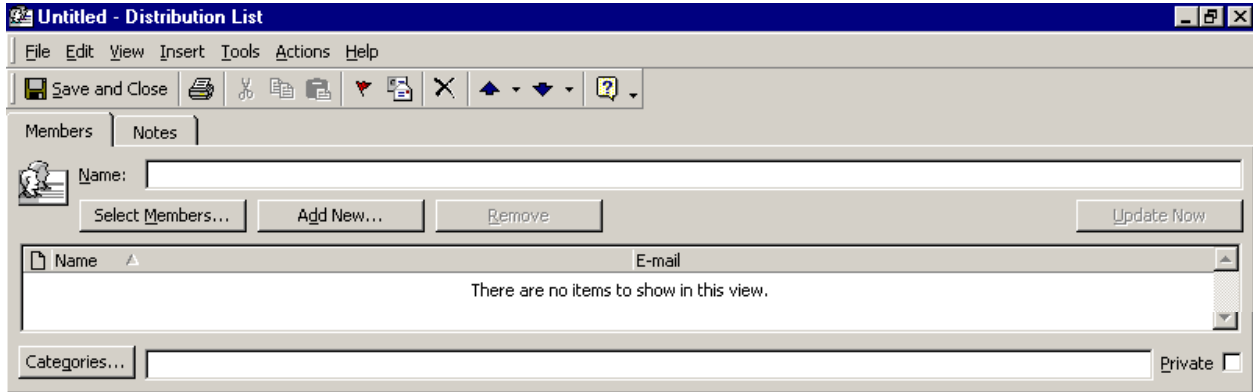 Untitled - Distribution List
File Edit View Insert Tools Actions Help
Save and Close
Members Notes
Name:
Select Members... Add New... Remove Update Now
Name E-mail
There are no items to show in this view.
Categories... Private